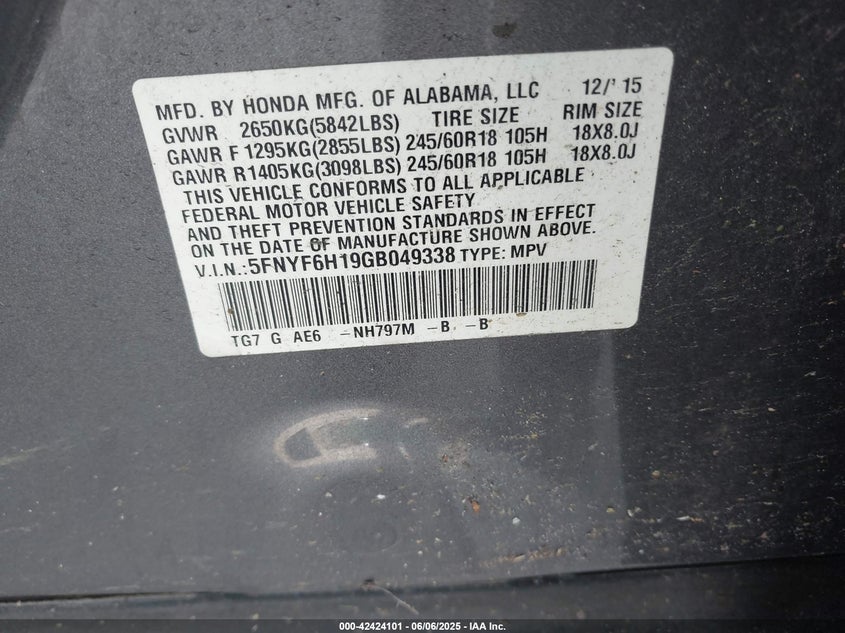 MFD. BY HONDA MFG. OF ALABAMA, LLC 12/' 15
GVWR 2650KG(5842LBS) TIRE SIZE RIM SIZE
GAWR F 1295KG(2855LBS) 245/60R18 105H 18X8.0J
GAWR R1405KG(3098LBS) 245/60R18 105H 18X8.0J
THIS VEHICLE CONFORMS TO ALL APPLICABLE
FEDERAL MOTOR VEHICLE SAFETY
AND THEFT PREVENTION STANDARDS IN EFFECT
ON THE DATE OF MANUFACTURE SHOWN ABOVE.
V.I.N.:5FNYF6H19GB049338 TYPE: MPV
TG7 G AE6 -NH797M -B -B
000-42424101 - 06/06/2025 - IAA Inc.